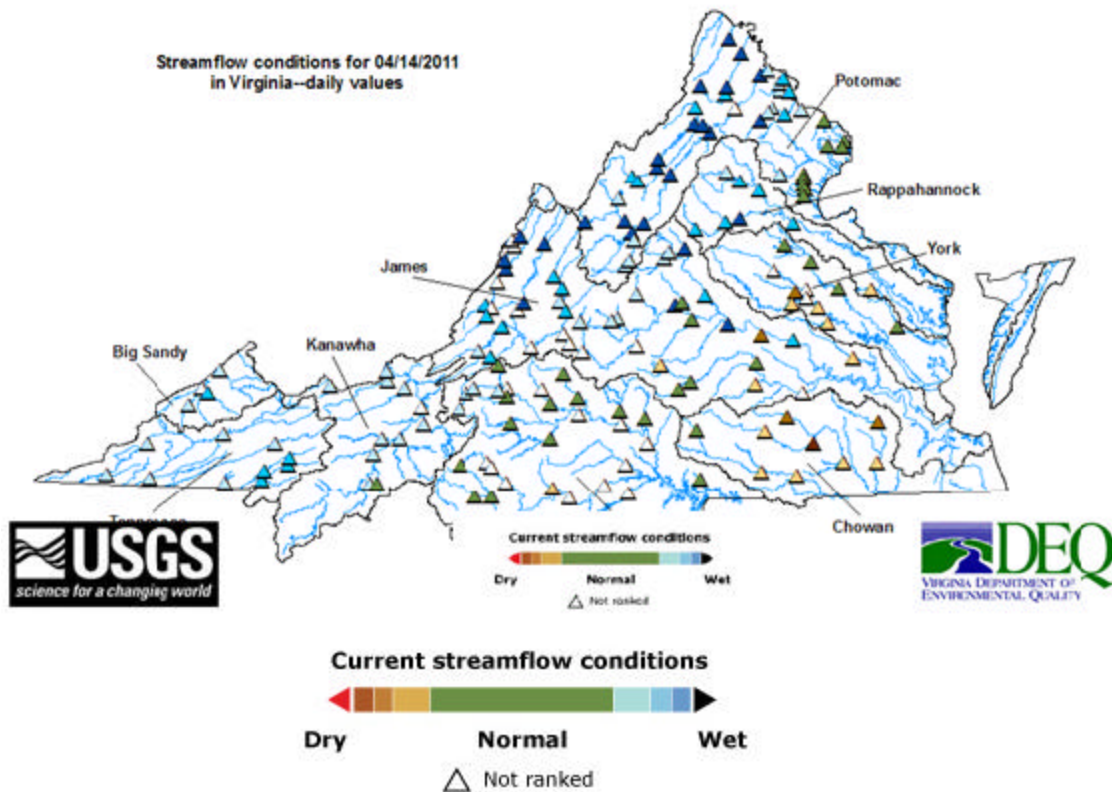 Streamflow conditions for 04/14/2011
in Virginia--daily values
Potomac
Rappahannock
York
James
Kanawha
Big Sandy
Chowan
USGS
science for a changing world
Current streamflow conditions
Dry Normal Wet
Not ranked
DEQ
VIRGINIA DEPARTMENT OF
ENVIRONMENTAL QUALITY
Current streamflow conditions
Dry Normal Wet
Not ranked